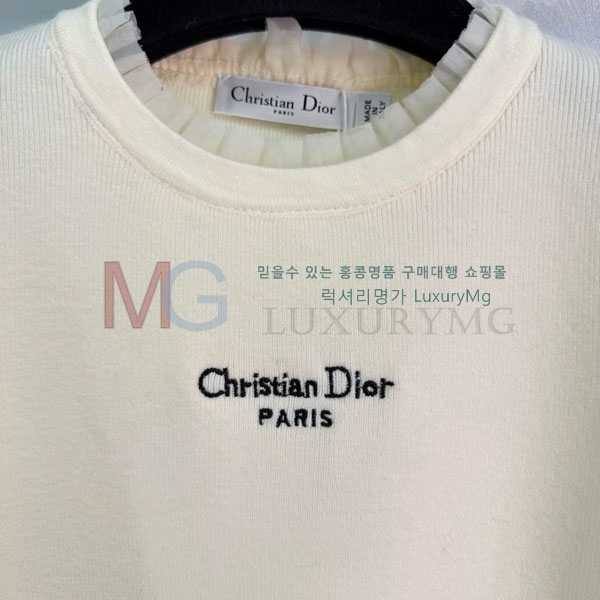 Christian Dior
PARIS
MADE
IN
MG
믿을수 있는 홍콩명품 구매대행 쇼핑몰
럭셔리명가 LuxuryMg
LUXURYMG
Christian Dior
PARIS